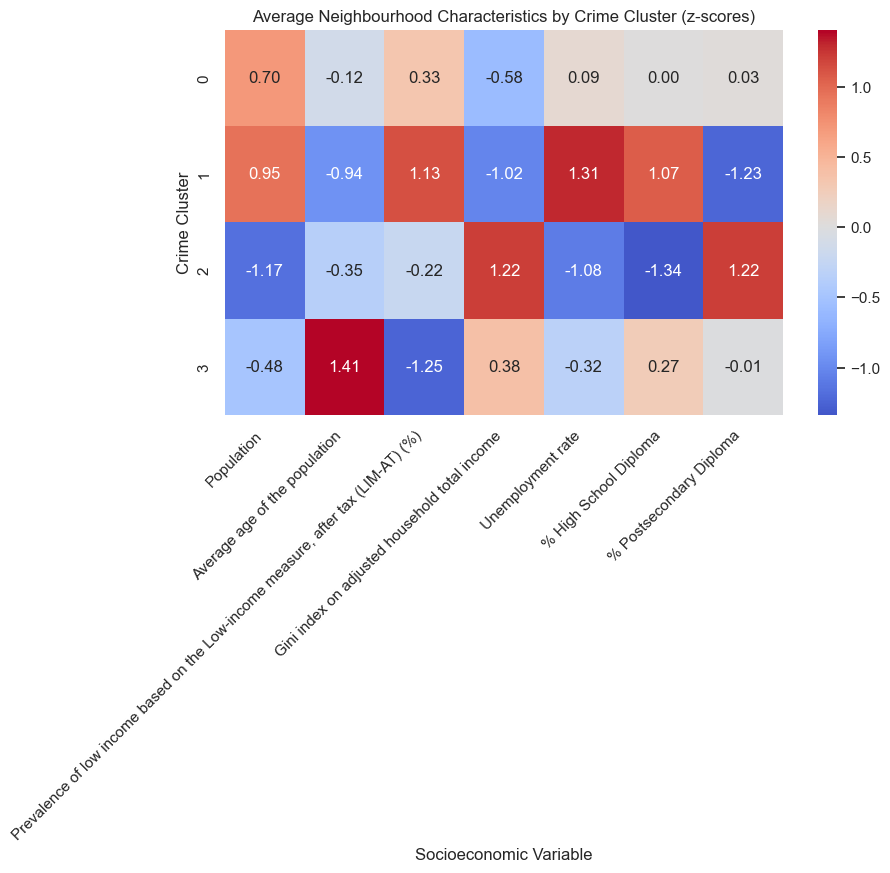 Average Neighbourhood Characteristics by Crime Cluster (z-scores)
Crime Cluster
0
0.70 -0.12 0.33 -0.58 0.09 0.00 0.03
1
0.95 -0.94 1.13 -1.02 1.31 1.07 -1.23
2
-1.17 -0.35 -0.22 1.22 -1.08 -1.34 1.22
3
-0.48 1.41 -1.25 0.38 -0.32 0.27 -0.01
1.0
0.5
0.0
−0.5
−1.0
Population
Average age of the population
Prevalence of low income based on the Low-income measure, after tax (LIM-AT) (%)
Gini index on adjusted household total income
Unemployment rate
% High School Diploma
% Postsecondary Diploma
Socioeconomic Variable